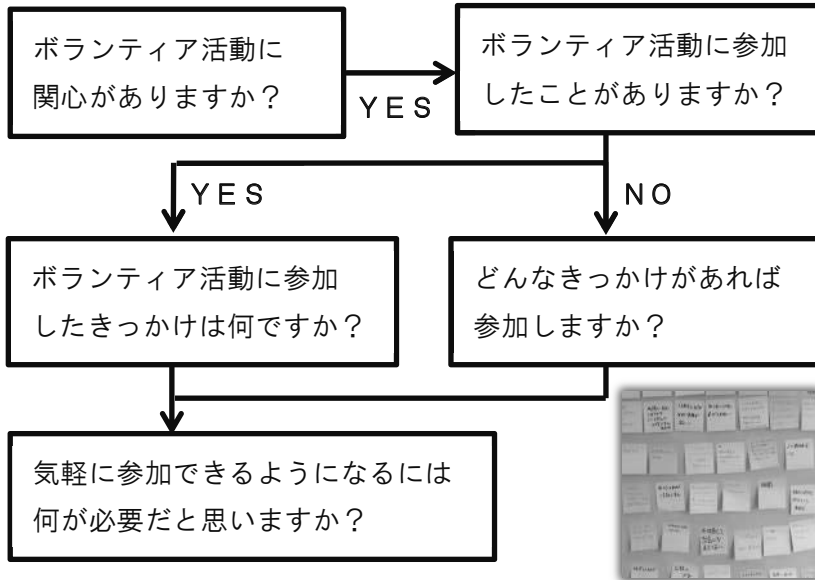 ボランティア活動に
関心がありますか?
YES
ボランティア活動に参加
したことがありますか?
YES
NO
ボランティア活動に参加
したきっかけは何ですか?
どんなきっかけがあれば
参加しますか?
気軽に参加できるようになるには
何が必要だと思いますか?